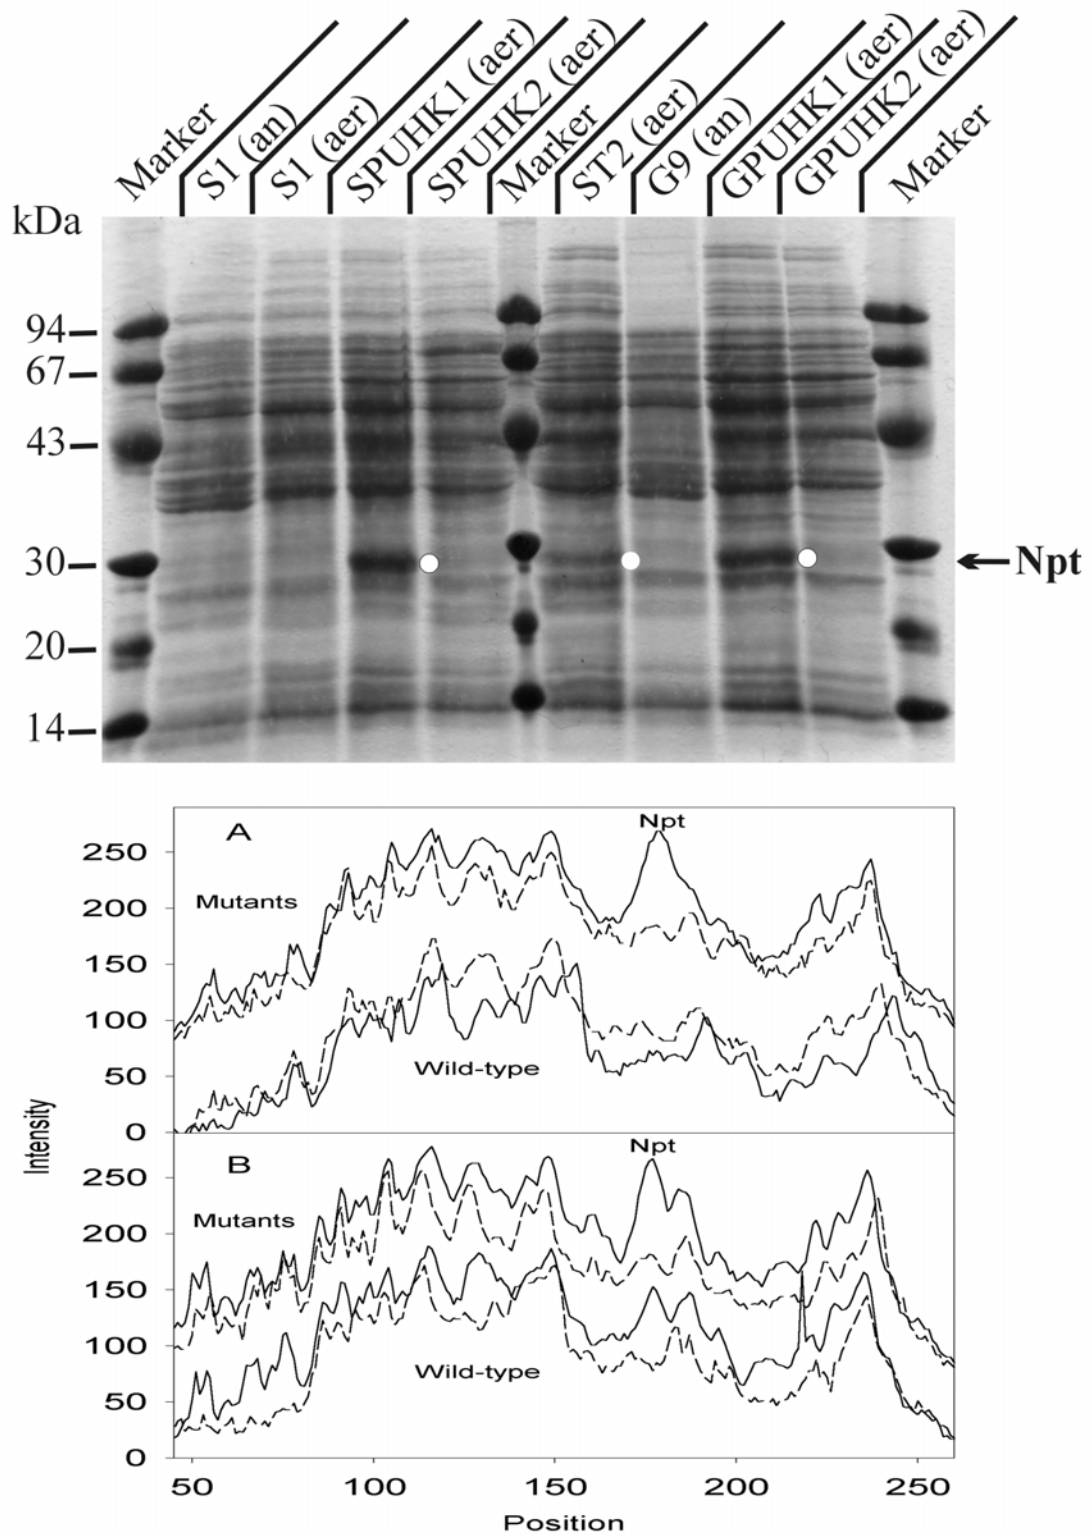 Marker
S1 (an)
S1 (aer)
SPUHK1 (aer)
SPUHK2 (aer)
Marker
ST2 (aer)
G9 (an)
GPUHK1 (aer)
GPUHK2 (aer)
Marker
kDa
94
67
43
30
Npt
20
14
A
Npt
250
Mutants
200
150
100
Wild-type
50
0
Intensity
B
Npt
250
Mutants
200
150
100
Wild-type
50
0
50 100 150 200 250
Position